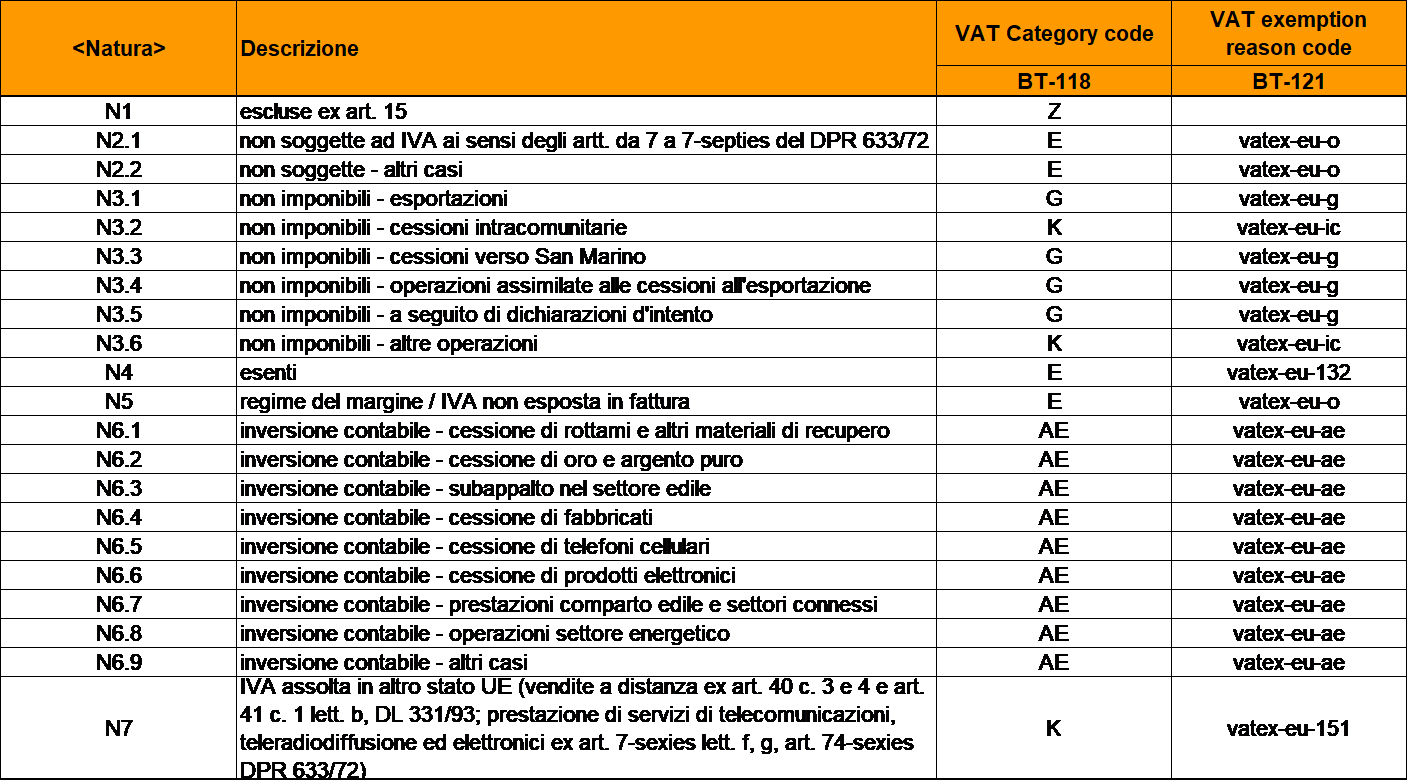 <Natura> Descrizione VAT Category code VAT exemption
reason code
BT-118 BT-121
N1 escluse ex art. 15 Z
N2.1 non soggette ad IVA ai sensi degli artt. da 7 a 7-septies del DPR 633/72 E vatex-eu-o
N2.2 non soggette - altri casi E vatex-eu-o
N3.1 non imponibili - esportazioni G vatex-eu-g
N3.2 non imponibili - cessioni intracomunitarie K vatex-eu-ic
N3.3 non imponibili - cessioni verso San Marino G vatex-eu-g
N3.4 non imponibili - operazioni assimilate alle cessioni all'esportazione G vatex-eu-g
N3.5 non imponibili - a seguito di dichiarazioni d'intento G vatex-eu-g
N3.6 non imponibili - altre operazioni K vatex-eu-ic
N4 esenti E vatex-eu-132
N5 regime del margine / IVA non esposta in fattura E vatex-eu-o
N6.1 inversione contabile - cessione di rottami e altri materiali di recupero AE vatex-eu-ae
N6.2 inversione contabile - cessione di oro e argento puro AE vatex-eu-ae
N6.3 inversione contabile - subappalto nel settore edile AE vatex-eu-ae
N6.4 inversione contabile - cessione di fabbricati AE vatex-eu-ae
N6.5 inversione contabile - cessione di telefoni cellulari AE vatex-eu-ae
N6.6 inversione contabile - cessione di prodotti elettronici AE vatex-eu-ae
N6.7 inversione contabile - prestazioni comparto edile e settori connessi AE vatex-eu-ae
N6.8 inversione contabile - operazioni settore energetico AE vatex-eu-ae
N6.9 inversione contabile - altri casi AE vatex-eu-ae
N7 IVA assolta in altro stato UE (vendite a distanza ex art. 40 c. 3 e 4 e art.
41 c. 1 lett. b, DL 331/93; prestazione di servizi di telecomunicazioni,
teleradiodiffusione ed elettronici ex art. 7-sexies lett. f, g, art. 74-sexies
DPR 633/72) K vatex-eu-151